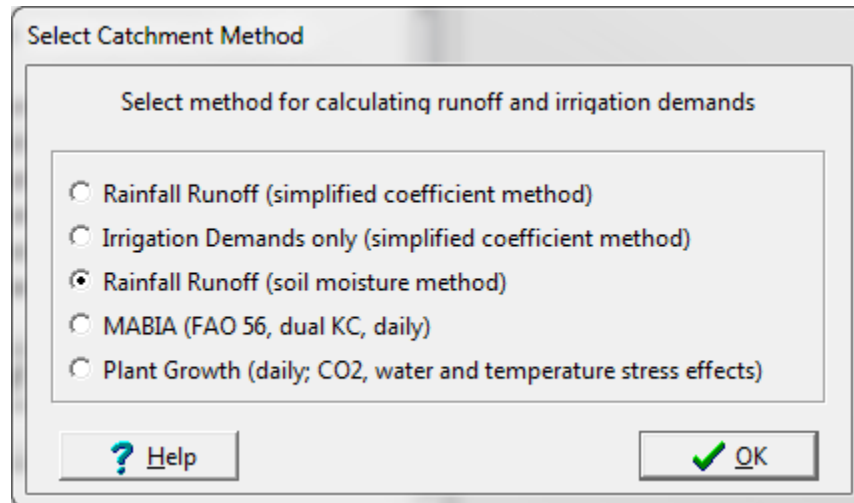 Select Catchment Method
Select method for calculating runoff and irrigation demands
Rainfall Runoff (simplified coefficient method)
Irrigation Demands only (simplified coefficient method)
Rainfall Runoff (soil moisture method)
MABIA (FAO 56, dual KC, daily)
Plant Growth (daily; CO2, water and temperature stress effects)
? Help
OK